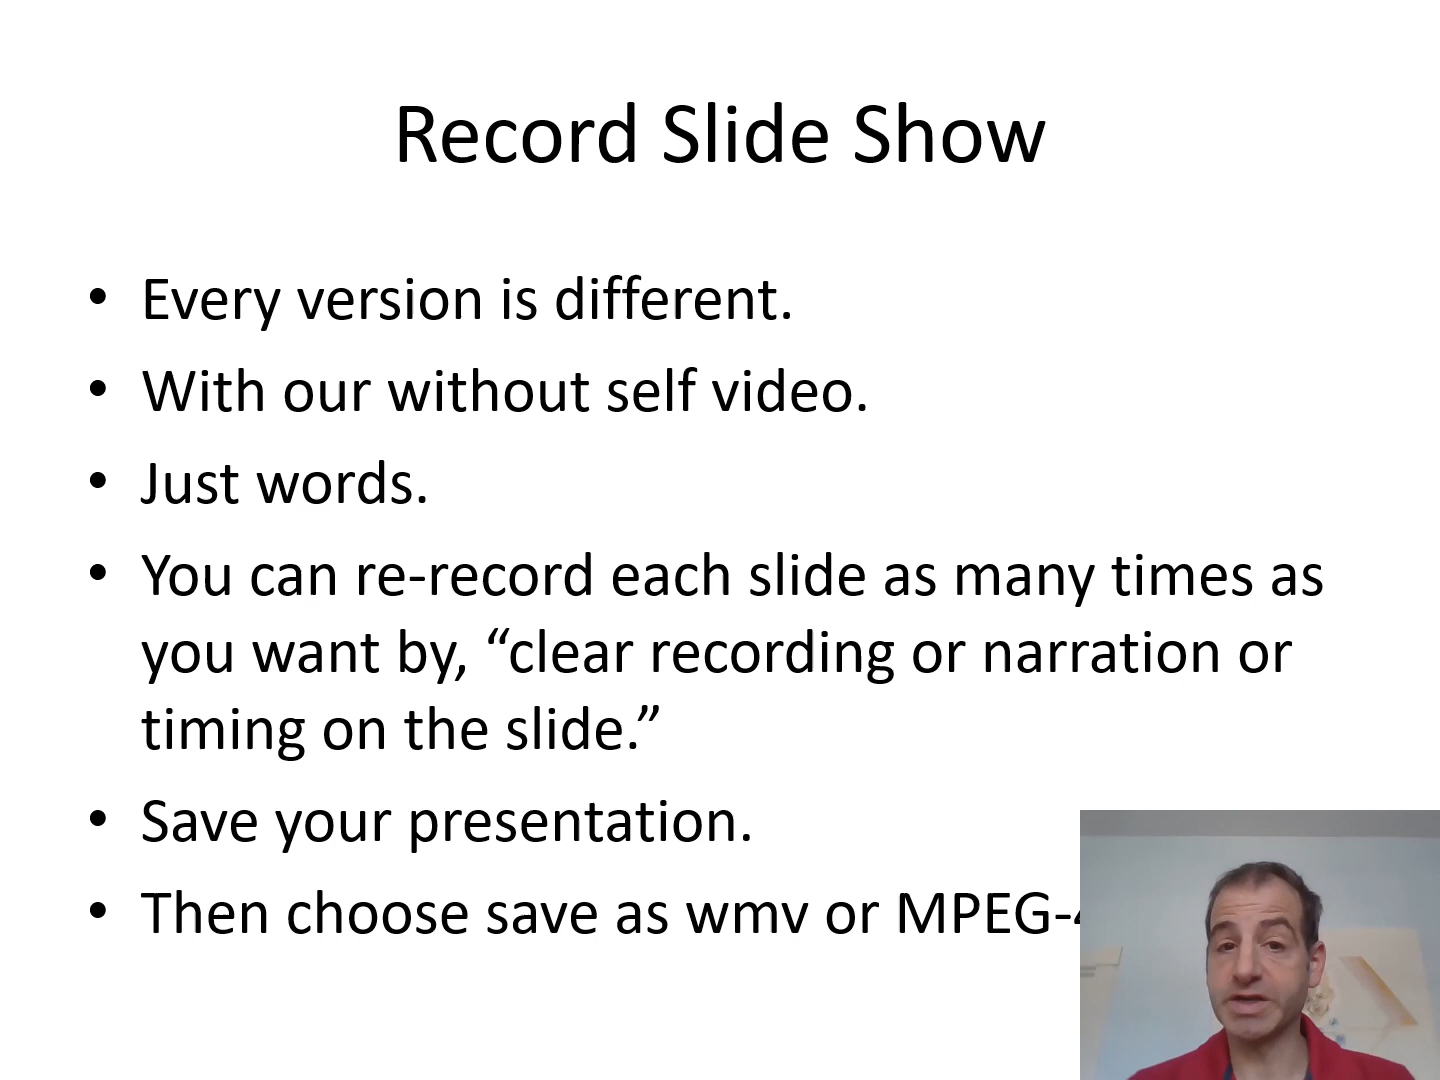 Record Slide Show
• Every version is different.
• With our without self video.
• Just words.
• You can re-record each slide as many times as
you want by, “clear recording or narration or
timing on the slide.”
• Save your presentation.
• Then choose save as wmv or MPEG-4